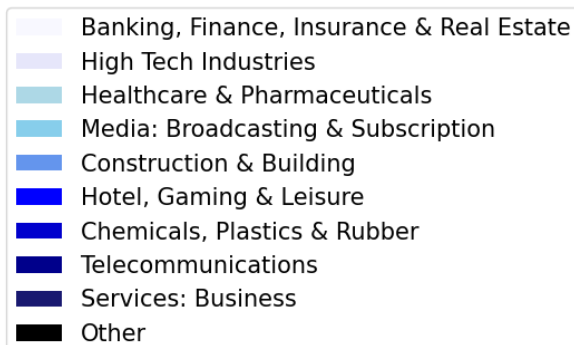 Banking, Finance, Insurance & Real Estate
High Tech Industries
Healthcare & Pharmaceuticals
Media: Broadcasting & Subscription
Construction & Building
Hotel, Gaming & Leisure
Chemicals, Plastics & Rubber
Telecommunications
Services: Business
Other